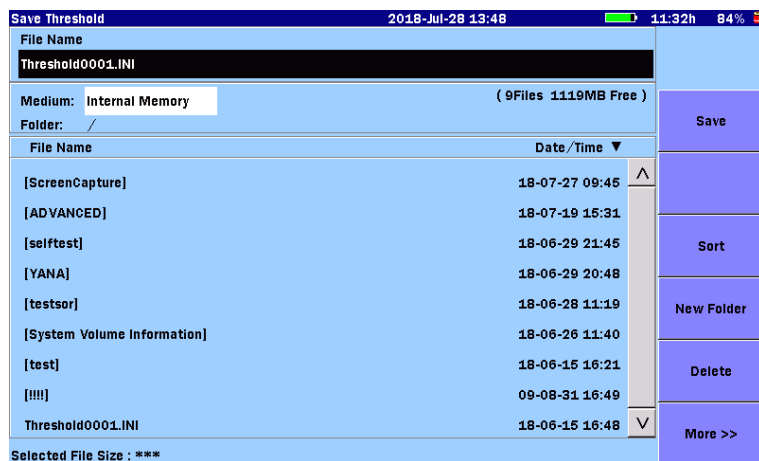 Save Threshold 2018-Jul-28 13:48 11:32h 84%
File Name
Threshold0001.INI
Medium: Internal Memory ( 9Files 1119MB Free )
Folder: /
File Name Date/Time ▼
[ScreenCapture] 18-07-27 09:45
[ADVANCED] 18-07-19 15:31
[selftest] 18-06-29 21:45
[YANA] 18-06-29 20:48
[testsor] 18-06-28 11:19
[System Volume Information] 18-06-26 11:40
[test] 18-06-15 16:21
[!!!!] 09-08-31 16:49
Threshold0001.INI 18-06-15 16:48
Selected File Size : ***
Save
Sort
New Folder
Delete
More >>